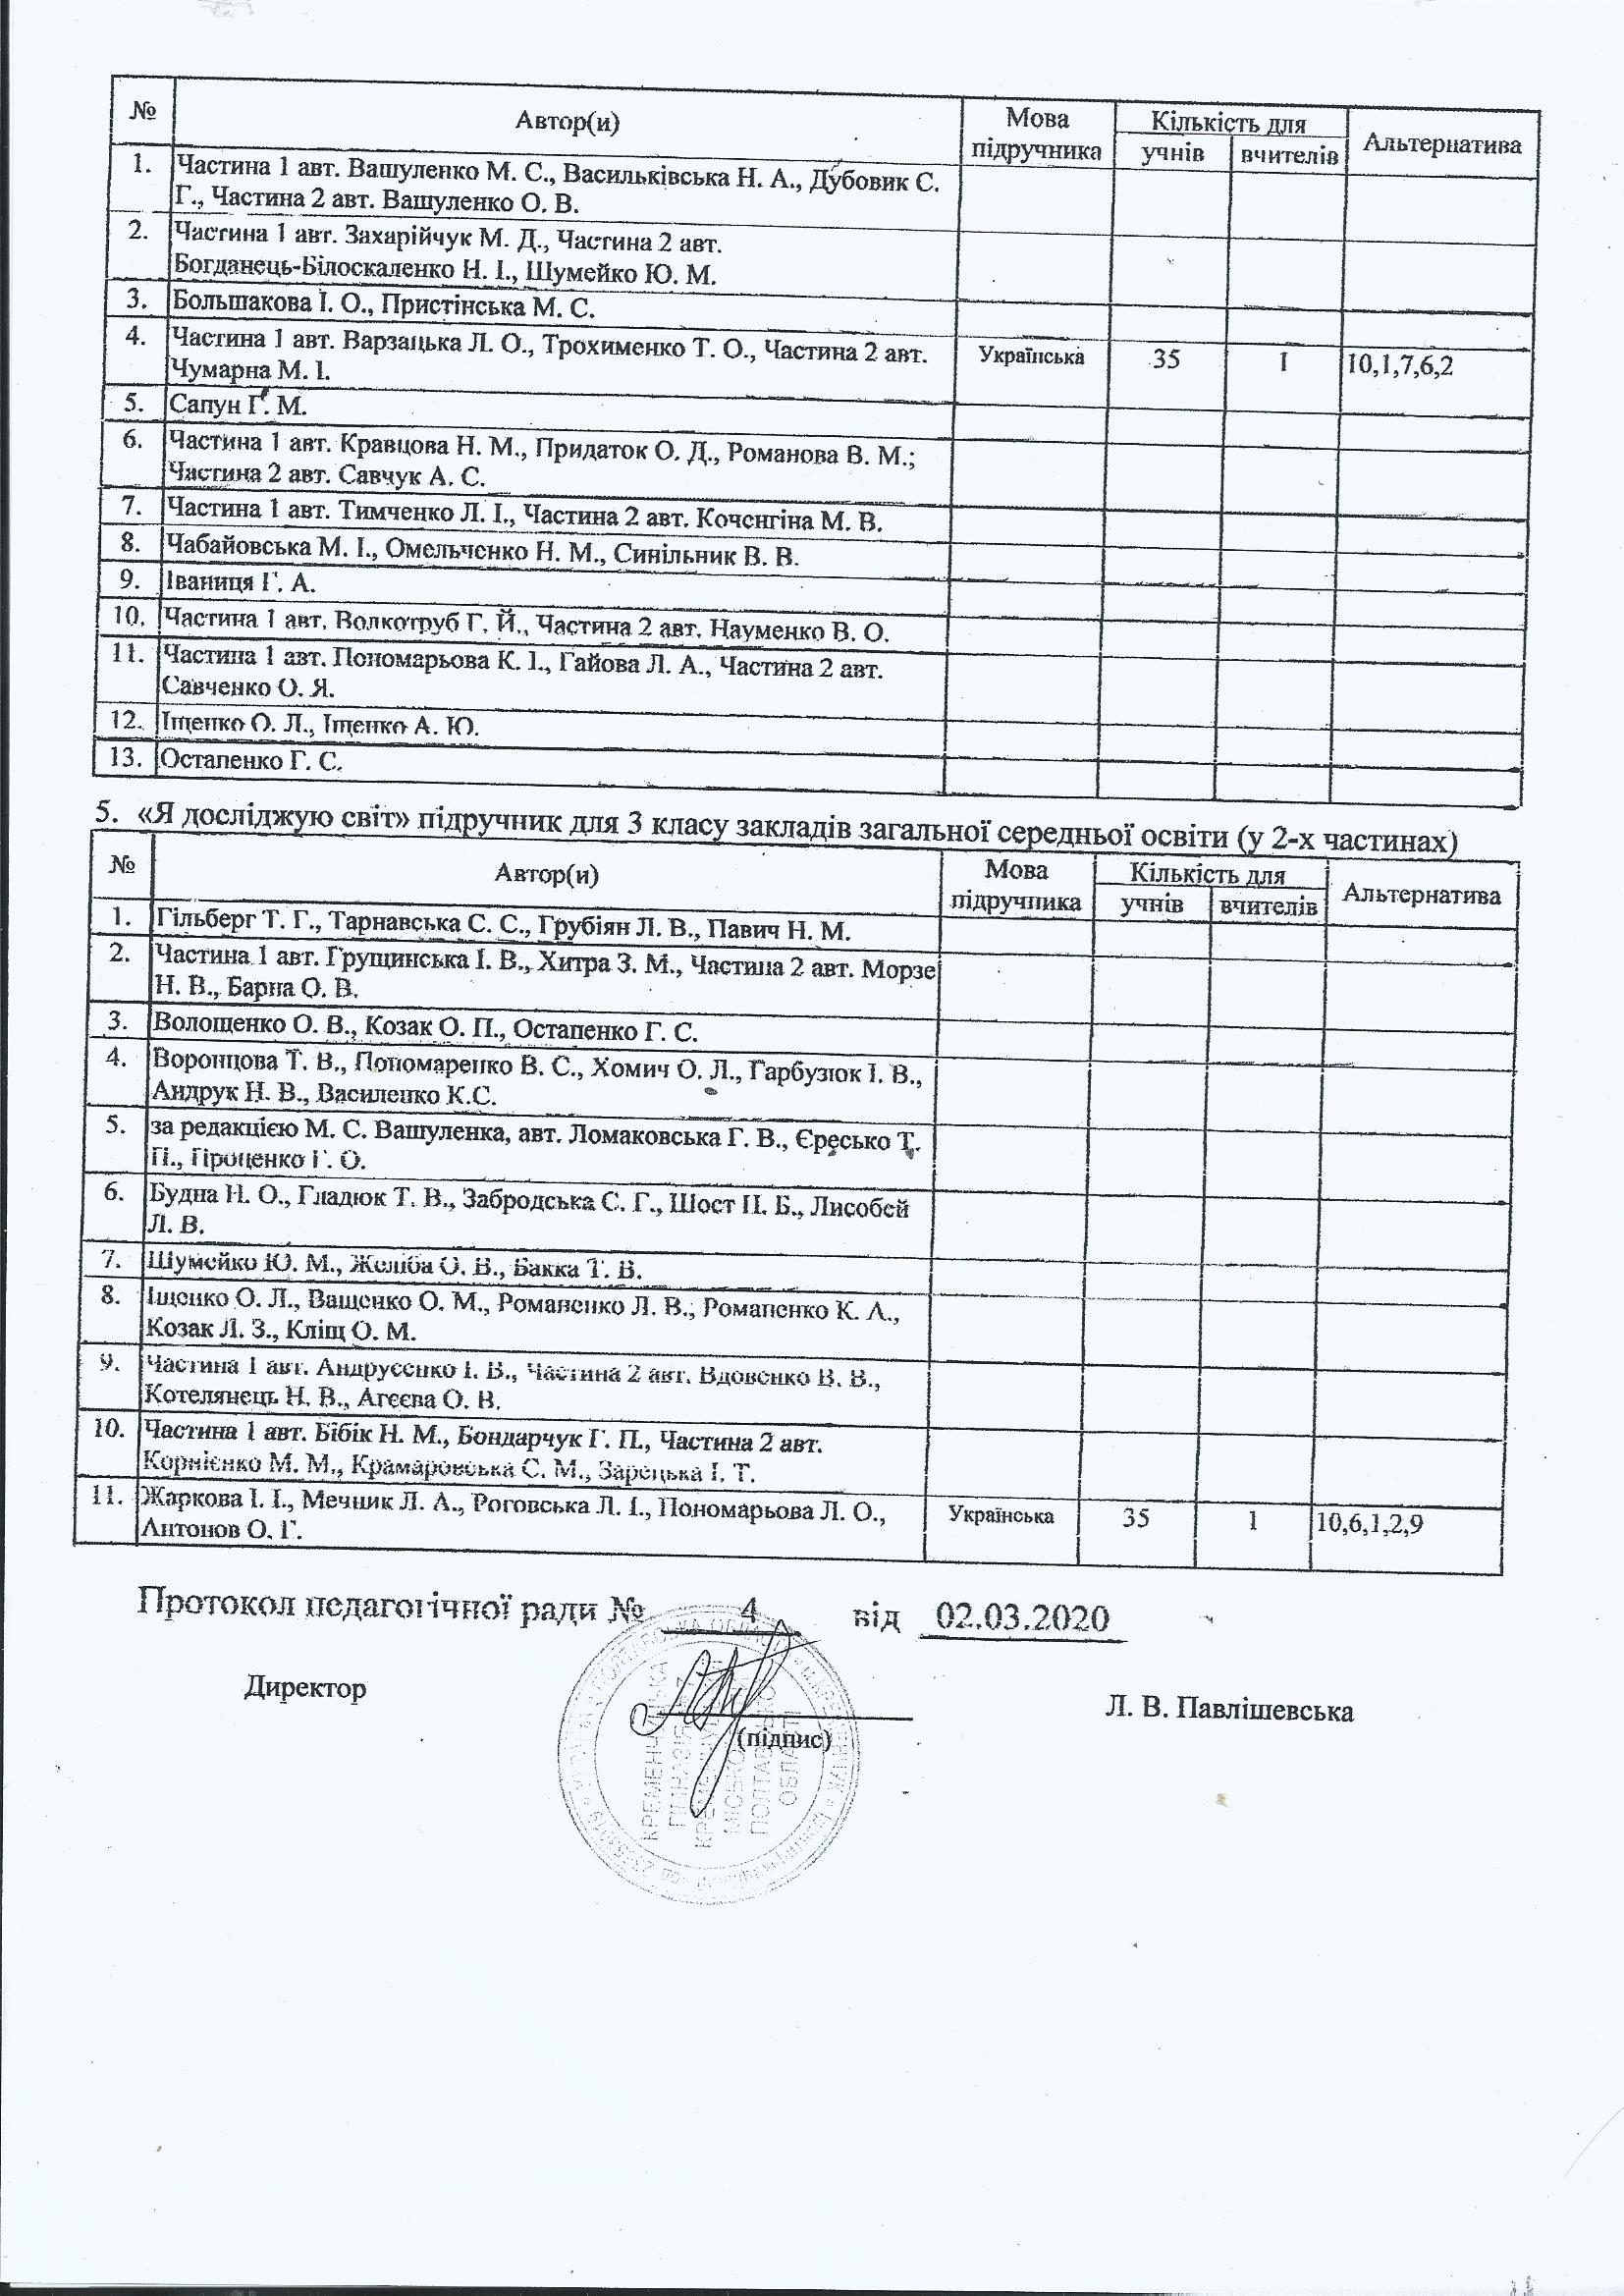 № Автор(и) Мова підручника Кількість для учнів вчителів Альтернатива
1. Частина 1 авт. Вашуленко М. С., Васильківська Н. А., Дубовик С.
Г., Частина 2 авт. Вашуленко О. В.
2. Частина 1 авт. Захарійчук М. Д., Частина 2 авт.
Богданець-Білоскаленко Н. І., Шумейко Ю. М.
3. Большакова І. О., Пристінська М. С.
4. Частина 1 авт. Варзацька Л. О., Трохименко Т. О., Частина 2 авт. Українська 35 1 10,1,7,6,2
Чумарна М. І.
5. Сапун Г. М.
6. Частина 1 авт. Кравцова Н. М., Придаток О. Д., Романова В. М.;
Частина 2 авт. Савчук А. С.
7. Частина 1 авт. Тимченко Л. І., Частина 2 авт. Коченгіна М. В.
8. Чабайовська М. І., Омельченко Н. М., Синільник В. В.
9. Іваниця Г. А.
10. Частина 1 авт. Волкотруб Г. Й., Частина 2 авт. Науменко В. О.
11. Частина 1 авт. Пономарьова К. І., Гайова Л. А., Частина 2 авт.
Савченко О. Я.
12. Іщенко О. Л., Іщенко А. Ю.
13. Остапенко Г. С.
5. «Я досліджую світ» підручник для 3 класу закладів загальної середньої освіти (у 2-х частинах)
№ Автор(и) Мова підручника Кількість для учнів вчителів Альтернатива
1. Гільберг Т. Г., Тарнавська С. С., Грубіян Л. В., Павич Н. М.
2. Частина 1 авт. Грущинська І. В., Хитра З. М., Частина 2 авт. Морзе
Н. В., Барна О. В.
3. Волощенко О. В., Козак О. П., Остапенко Г. С.
4. Воронцова Т. В., Пономаренко В. С., Хомич О. Л., Гарбузюк І. В.,
Андрук Н. В., Василенко К.С.
5. за редакцією М. С. Вашуленка, авт. Ломаковська Г. В., Єресько Т.
П., Проценко Г. О.
6. Будна Н. О., Гладюк Т. В., Забродська С. Г., Шост Н. Б., Лисобей
Л. В.
7. Шумейко Ю. М., Желіба О. В., Бакка Т. В.
8. Іщенко О. Л., Ващенко О. М., Романенко Л. В., Романенко К. А.,
Козак Л. З., Кліщ О. М.
9. Частина 1 авт. Андрусенко І. В., Частина 2 авт. Вдовенко В. В.,
Котелянець Н. В., Агеєва О. В.
10. Частина 1 авт. Бібік Н. М., Бондарчук Г. П., Частина 2 авт.
Корнієнко М. М., Крамаровська С. М., Зарецька І. Т.
11. Жаркова І. І., Мечник Л. А., Роговська Л. І., Пономарьова Л. О., Українська 35 1 10,6,1,2,9
Антонов О. Г.
Протокол педагогічної ради № 4 від 02.03.2020
Директор Л. В. Павлішевська
(підпис)